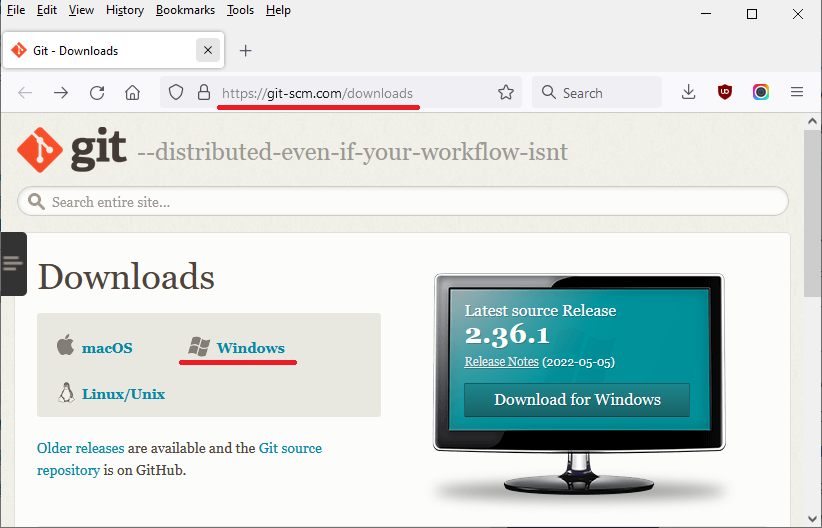 File Edit View History Bookmarks Tools Help
Git - Downloads
https://git-scm.com/downloads
Search
git --distributed-even-if-your-workflow-isnt
Search entire site...
Downloads
macOS Windows
Linux/Unix
Older releases are available and the Git source
repository is on GitHub.
Latest source Release
2.36.1
Release Notes (2022-05-05)
Download for Windows